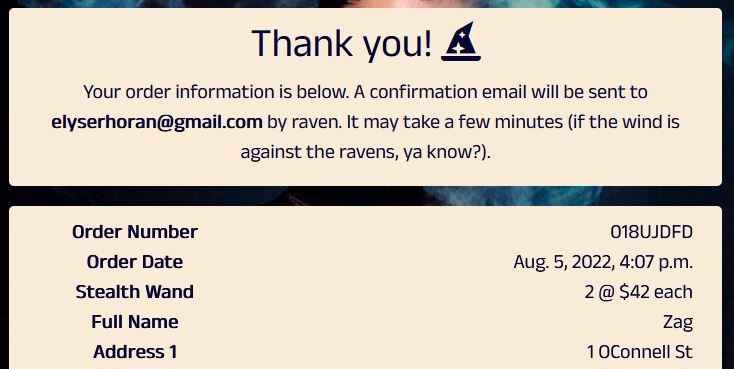 Thank you!
Your order information is below. A confirmation email will be sent to
elyserhoran@gmail.com by raven. It may take a few minutes (if the wind is
against the ravens, ya know?).
Order Number 018UJDFD
Order Date Aug. 5, 2022, 4:07 p.m.
Stealth Wand 2 @ $42 each
Full Name Zag
Address 1 1 OConnell St